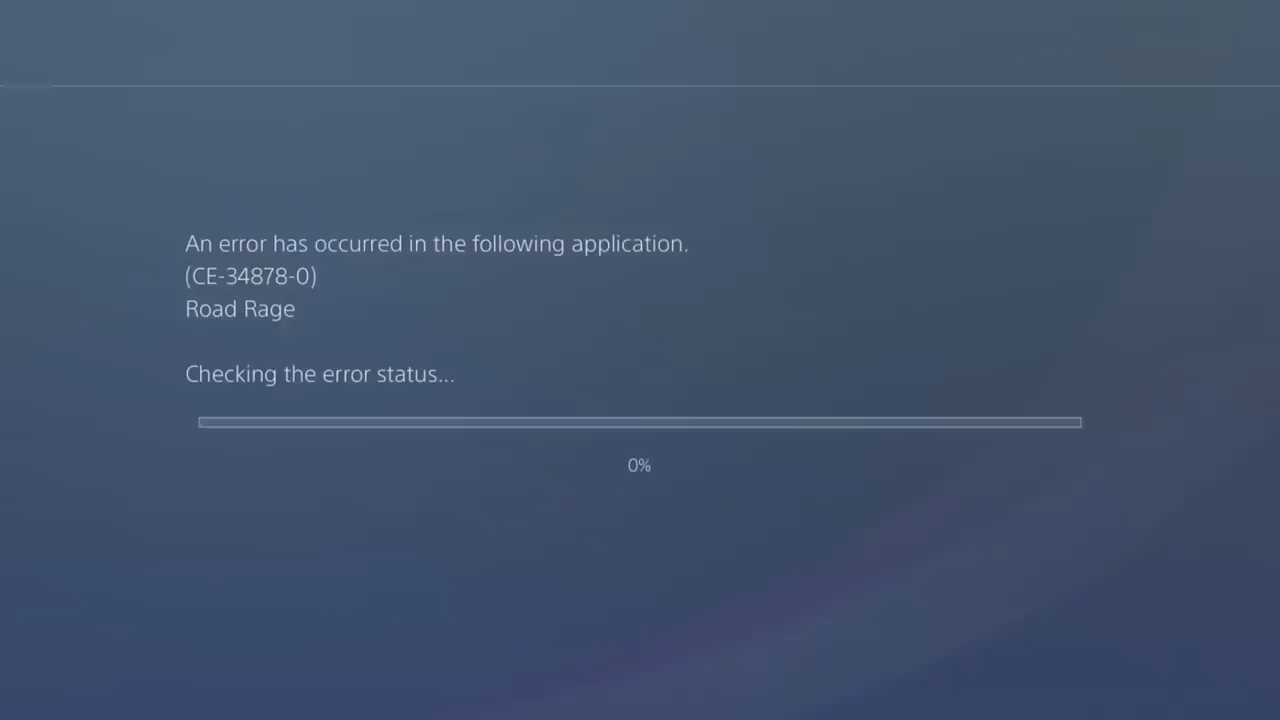 An error has occurred in the following application.
(CE-34878-0)
Road Rage
Checking the error status...
0%